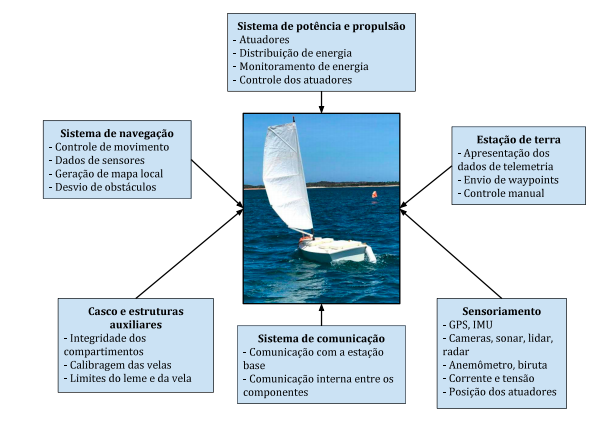 Sistema de potência e propulsão
- Atuadores
- Distribuição de energia
- Monitoramento de energia
- Controle dos atuadores
Sistema de navegação
- Controle de movimento
- Dados de sensores
- Geração de mapa local
- Desvio de obstáculos
Estação de terra
- Apresentação dos
dados de telemetria
- Envio de waypoints
- Controle manual
Casco e estruturas
auxiliares
- Integridade dos
compartimentos
- Calibragem das velas
- Límites do leme e da vela
Sistema de comunicação
- Comunicação com a estação
base
- Comunicação interna entre os
componentes
Sensoriamento
- GPS, IMU
- Cameras, sonar, lidar,
radar
- Anemômetro, biruta
- Corrente e tensão
- Posição dos atuadores